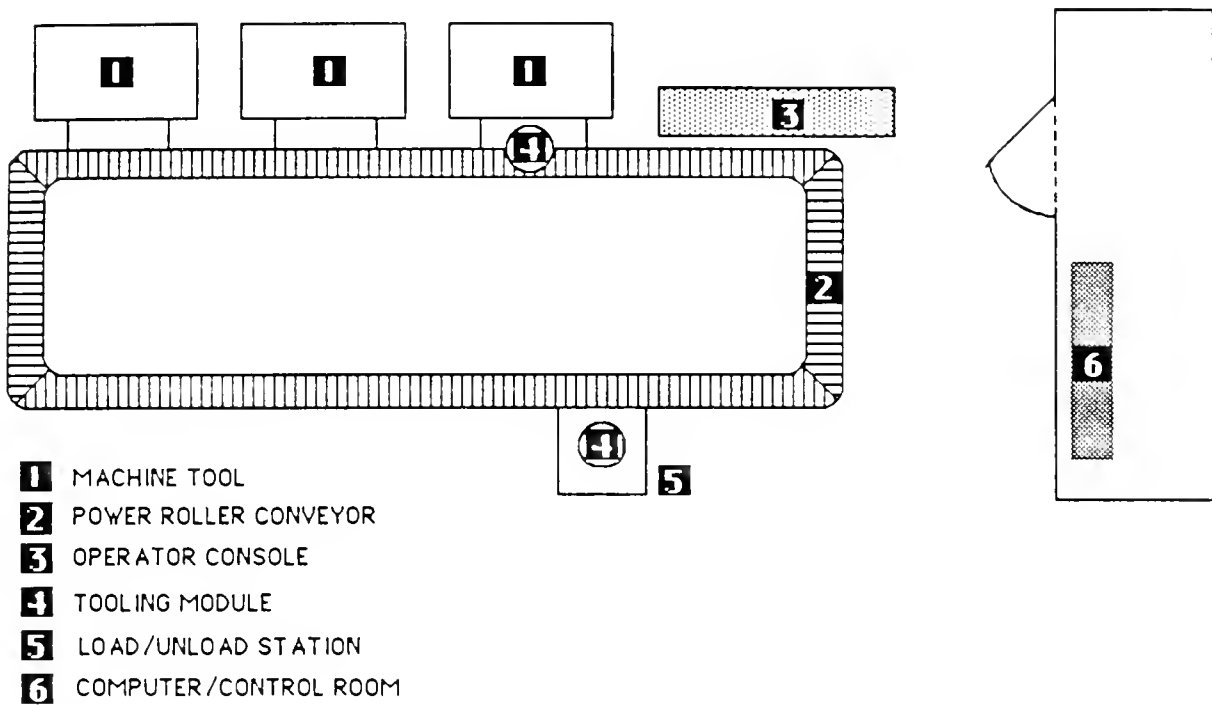 1 1 1
3
4
2
6
4
5
1 MACHINE TOOL
2 POWER ROLLER CONVEYOR
3 OPERATOR CONSOLE
4 TOOLING MODULE
5 LOAD/UNLOAD STATION
6 COMPUTER/CONTROL ROOM